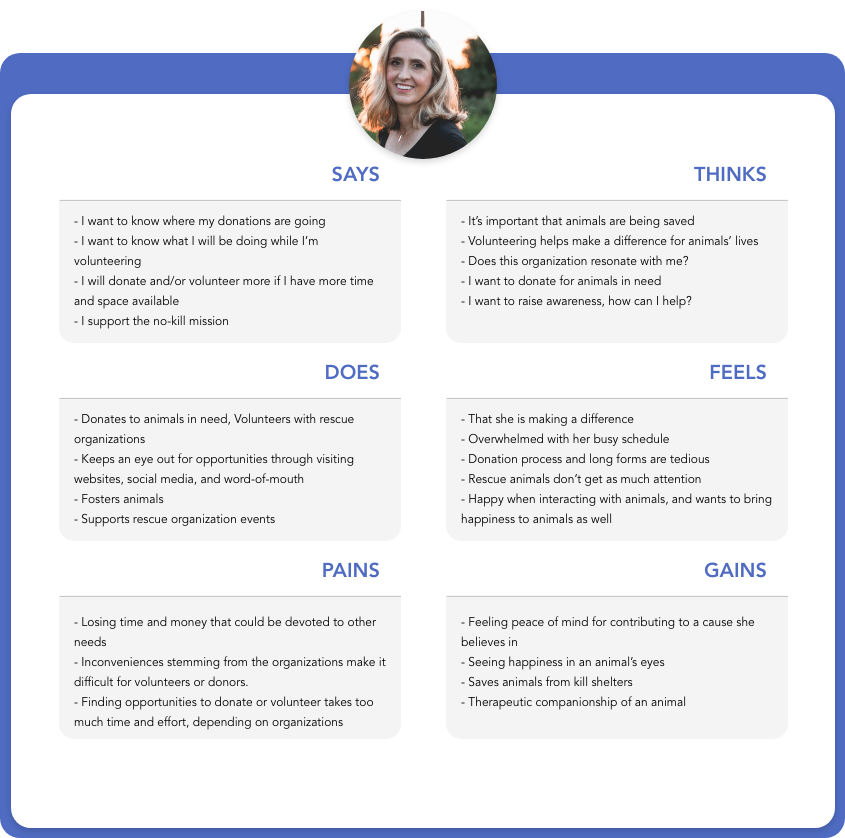 SAYS
- I want to know where my donations are going
- I want to know what I will be doing while I’m
volunteering
- I will donate and/or volunteer more if I have more time
and space available
- I support the no-kill mission
THINKS
- It’s important that animals are being saved
- Volunteering helps make a difference for animals’ lives
- Does this organization resonate with me?
- I want to donate for animals in need
- I want to raise awareness, how can I help?
DOES
- Donates to animals in need, Volunteers with rescue
organizations
- Keeps an eye out for opportunities through visiting
websites, social media, and word-of-mouth
- Fosters animals
- Supports rescue organization events
FEELS
- That she is making a difference
- Overwhelmed with her busy schedule
- Donation process and long forms are tedious
- Rescue animals don’t get as much attention
- Happy when interacting with animals, and wants to bring
happiness to animals as well
PAINS
- Losing time and money that could be devoted to other
needs
- Inconveniences stemming from the organizations make it
difficult for volunteers or donors.
- Finding opportunities to donate or volunteer takes too
much time and effort, depending on organizations
GAINS
- Feeling peace of mind for contributing to a cause she
believes in
- Seeing happiness in an animal’s eyes
- Saves animals from kill shelters
- Therapeutic companionship of an animal